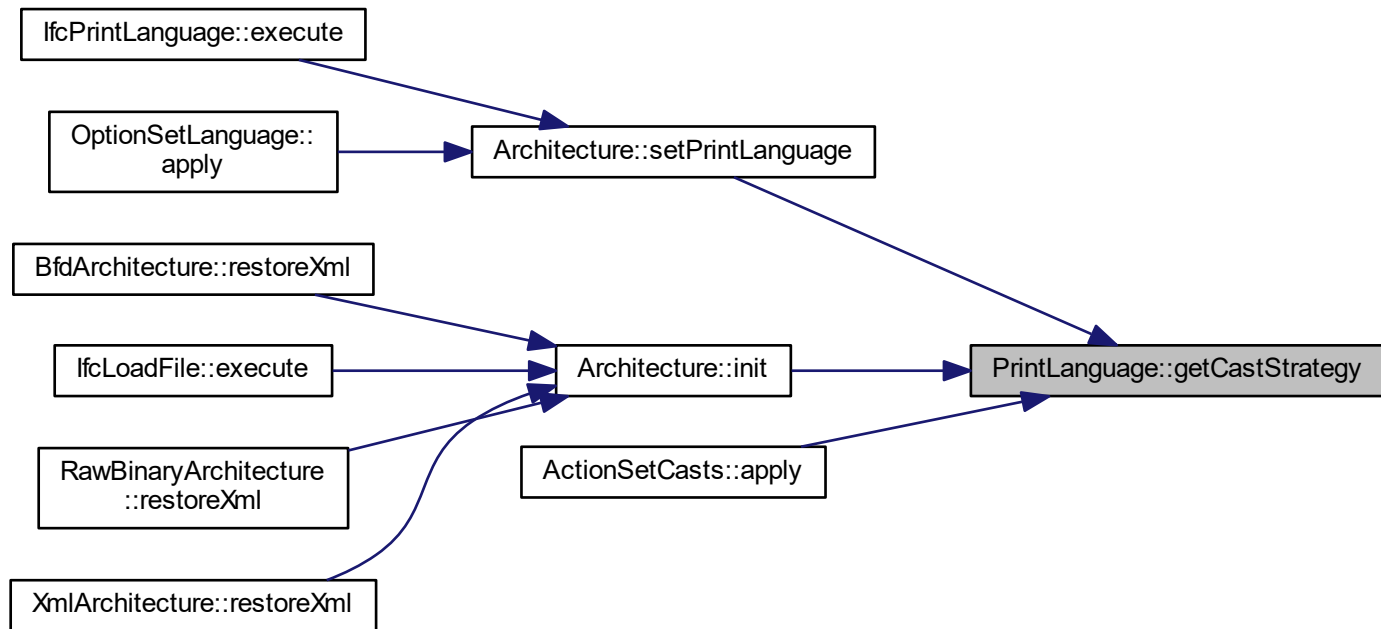 IfcPrintLanguage::execute
OptionSetLanguage::
apply
Architecture::setPrintLanguage
BfdArchitecture::restoreXml
IfcLoadFile::execute
Architecture::init
PrintLanguage::getCastStrategy
RawBinaryArchitecture
::restoreXml
ActionSetCasts::apply
XmlArchitecture::restoreXml